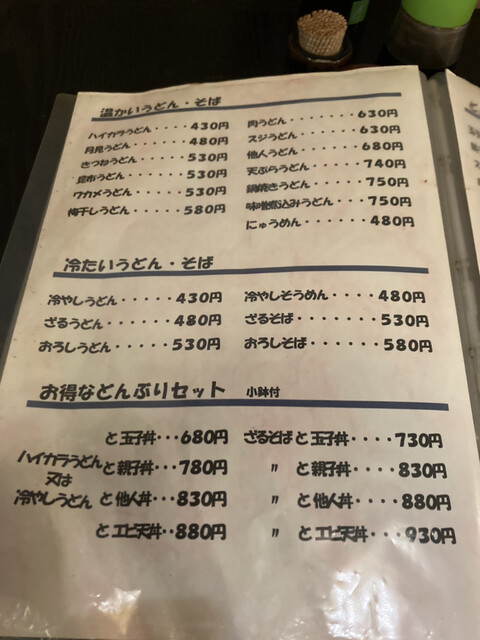 温かいうどん・そば
ハイカラうどん・・・・・430円
月見うどん・・・・・480円
きつねうどん・・・・530円
昆布うどん・・・・・530円
ワカメうどん・・・・530円
梅干しうどん・・・・580円
肉うどん・・・・・・・630円
スジうどん・・・・・・630円
他人うどん・・・・・・680円
天ぷらうどん・・・・・740円
鍋焼きうどん・・・・・750円
味噌煮込みうどん・・・750円
にゅうめん・・・・・・480円
冷たいうどん・そば
冷やしうどん・・・・・430円
ざるうどん・・・・・・480円
おろしうどん・・・・・530円
冷やしそうめん・・・・・480円
ざるそば・・・・・・・530円
おろしそば・・・・・・580円
お得などんぶりセット 小鉢付
ハイカラうどん
又は
冷やしうどん
と玉子丼・・・680円
と親子丼・・・780円
と他人丼・・・830円
とエビ天丼・・880円
ざるそばと玉子丼・・・・730円
〃 と親子丼・・・・830円
〃 と他人丼・・・・880円
〃 とエビ天丼・・・930円